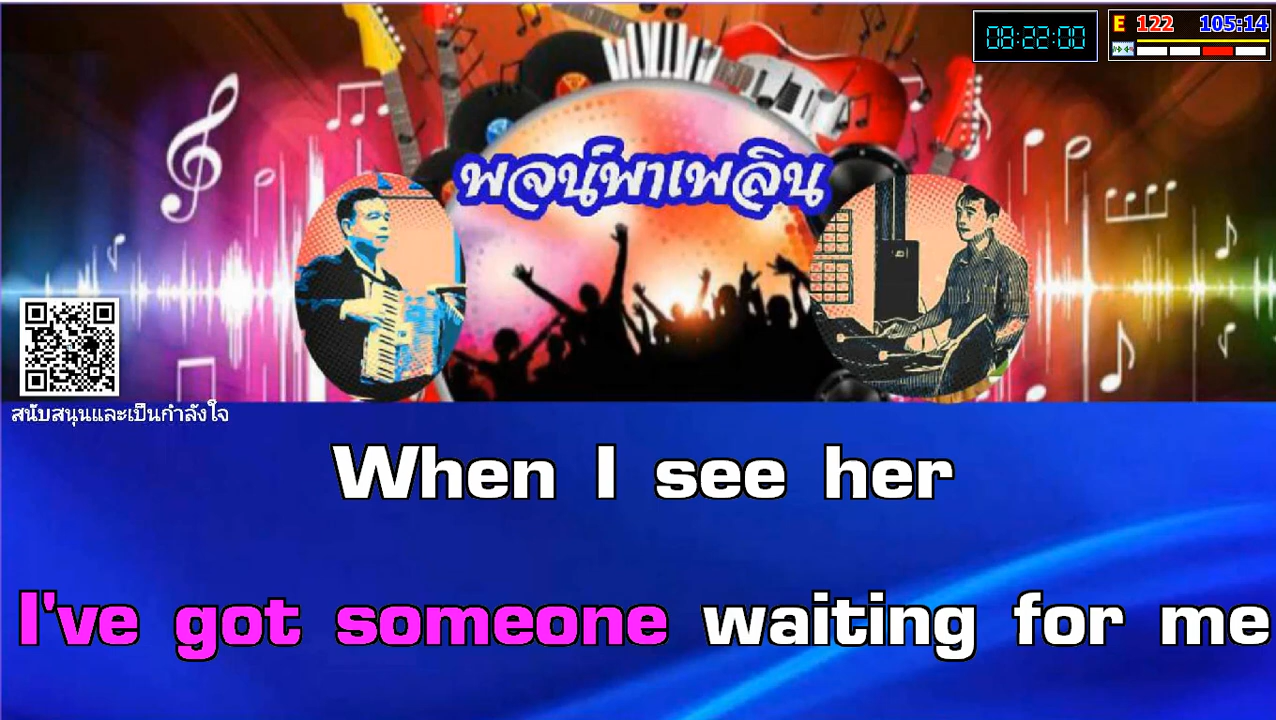 08:22:00
E 122 105:14
พจน์พาเพลิน
สนับสนุนและเป็นกำลังใจ
When I see her
I've got someone waiting for me